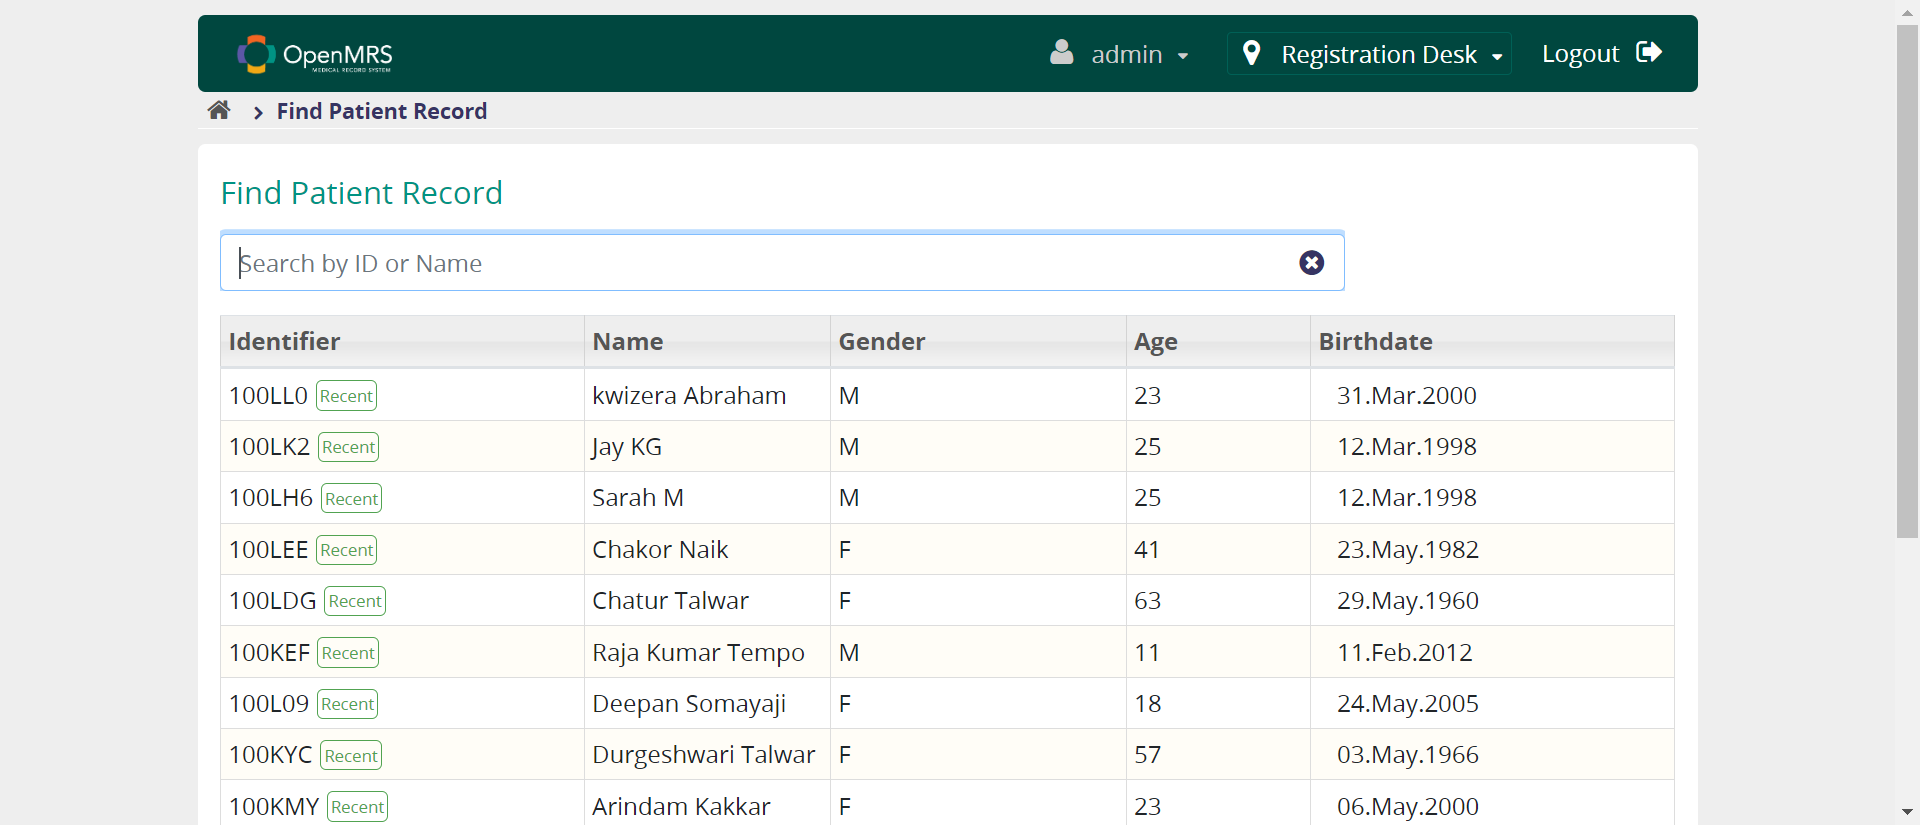 OpenMRS
MEDICAL RECORD SYSTEM
admin
Registration Desk
Logout
Find Patient Record
Find Patient Record
Search by ID or Name
Identifier Name Gender Age Birthdate
100LL0 Recent kwizera Abraham M 23 31.Mar.2000
100LK2 Recent Jay KG M 25 12.Mar.1998
100LH6 Recent Sarah M M 25 12.Mar.1998
100LEE Recent Chakor Naik F 41 23.May.1982
100LDG Recent Chatur Talwar F 63 29.May.1960
100KEF Recent Raja Kumar Tempo M 11 11.Feb.2012
100L09 Recent Deepan Somayaji F 18 24.May.2005
100KYC Recent Durgeshwari Talwar F 57 03.May.1966
100KMY Recent Arindam Kakkar F 23 06.May.2000